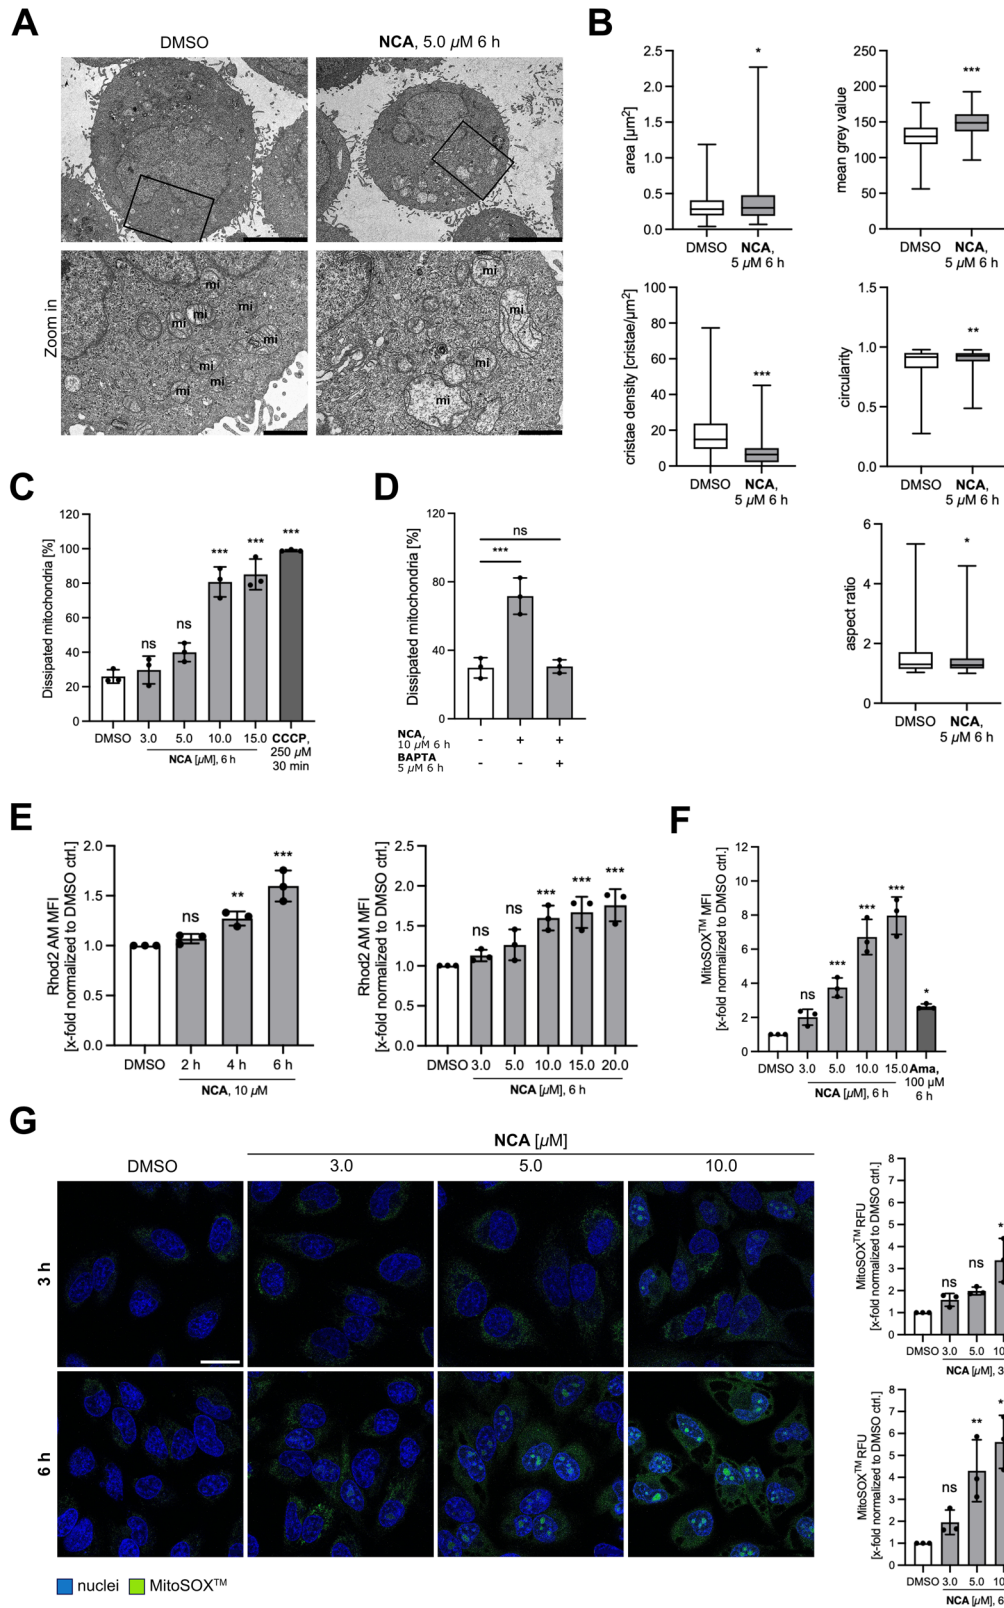 A
DMSO
NCA, 5.0 µM 6 h
Zoom in
mi
mi
mi
mi
mi
mi
mi
mi
mi
mi
mi
B
area [µm²]
2.5
2.0
1.5
1.0
0.5
0.0
*
DMSO
NCA,
5 µM 6 h
mean grey value
250
200
150
100
50
0
***
DMSO
NCA,
5 µM 6 h
cristae density [cristae/µm²]
100
80
60
40
20
0
***
DMSO
NCA,
5 µM 6 h
circularity
1.5
1.0
0.5
0.0
**
DMSO
NCA,
5 µM 6 h
aspect ratio
6
4
2
0
*
DMSO
NCA,
5 µM 6 h
C
Dissipated mitochondria [%]
120
100
80
60
40
20
0
ns
ns
***
***
***
DMSO 3.0 5.0 10.0 15.0 CCCP,
250 µM
30 min
NCA [µM], 6 h
D
Dissipated mitochondria [%]
120
80
40
0
ns
***
NCA,
10 µM 6 h
- + +
BAPTA
5 µM 6 h
- - +
E
Rhod2 AM MFI
[x-fold normalized to DMSO ctrl.]
2.0
1.5
1.0
0.5
0.0
ns
**
***
DMSO 2 h 4 h 6 h
NCA, 10 µM
Rhod2 AM MFI
[x-fold normalized to DMSO ctrl.]
2.5
2.0
1.5
1.0
0.5
0.0
ns
ns
***
***
***
DMSO 3.0 5.0 10.0 15.0 20.0
NCA [µM], 6 h
F
MitoSOX™ MFI
[x-fold normalized to DMSO ctrl.]
12
10
8
6
4
2
0
ns
***
***
***
*
DMSO 3.0 5.0 10.0 15.0 Ama,
100 µM
6 h
NCA [µM], 6 h
G
NCA [µM]
DMSO 3.0 5.0 10.0
3 h
6 h
nuclei
MitoSOX™
MitoSOX™ RFU
[x-fold normalized to DMSO ctrl.]
8
7
6
5
4
3
2
1
0
ns
ns
DMSO 3.0 5.0 10
NCA [µM], 3
MitoSOX™ RFU
[x-fold normalized to DMSO ctrl.]
8
7
6
5
4
3
2
1
0
ns
**
DMSO 3.0 5.0 10
NCA [µM], 6